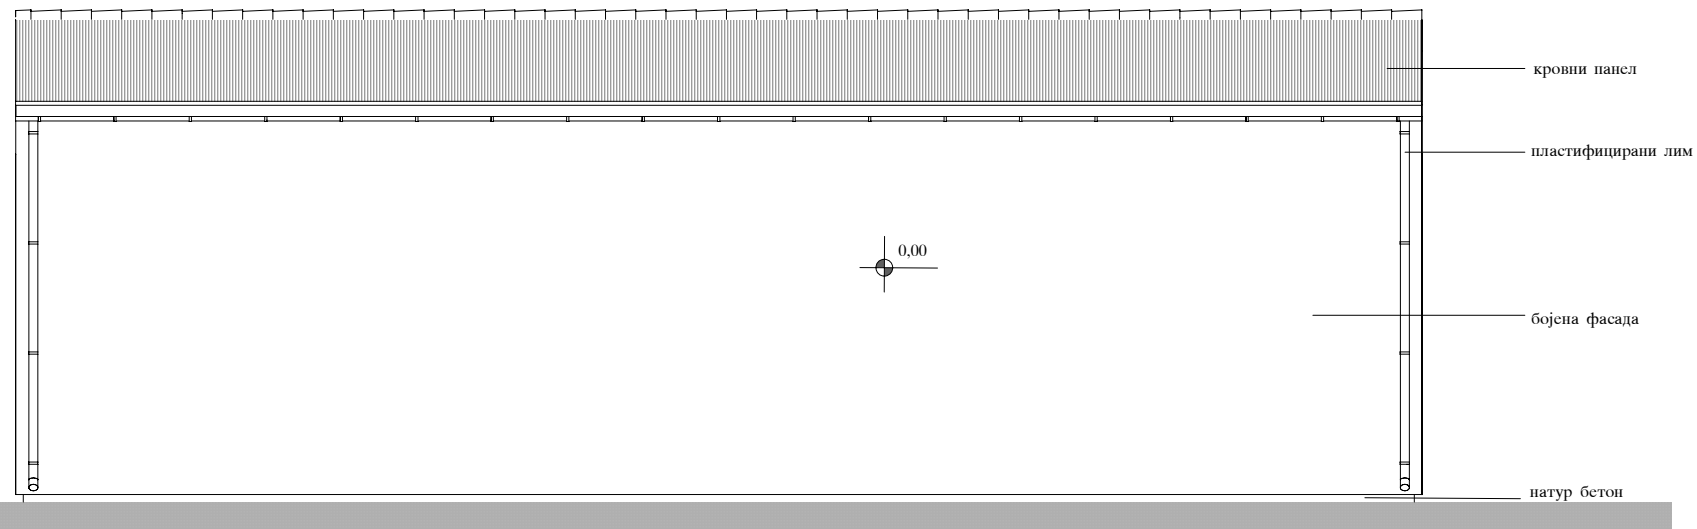 кровни панел
пластифицирани лим
0,00
бојена фасада
натур бетон